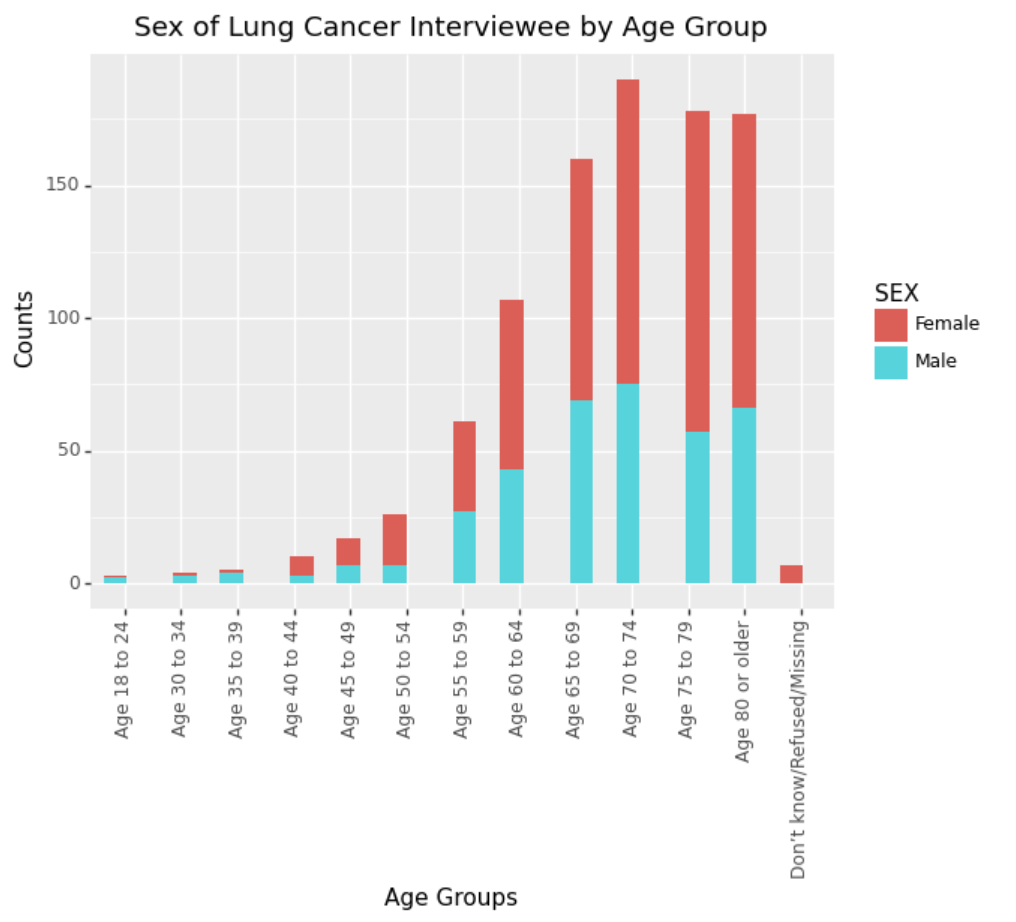 Sex of Lung Cancer Interviewee by Age Group
Counts
150
100
50
0
Age 18 to 24
Age 30 to 34
Age 35 to 39
Age 40 to 44
Age 45 to 49
Age 50 to 54
Age 55 to 59
Age 60 to 64
Age 65 to 69
Age 70 to 74
Age 75 to 79
Age 80 or older
Don't know/Refused/Missing
Age Groups
SEX
Female
Male